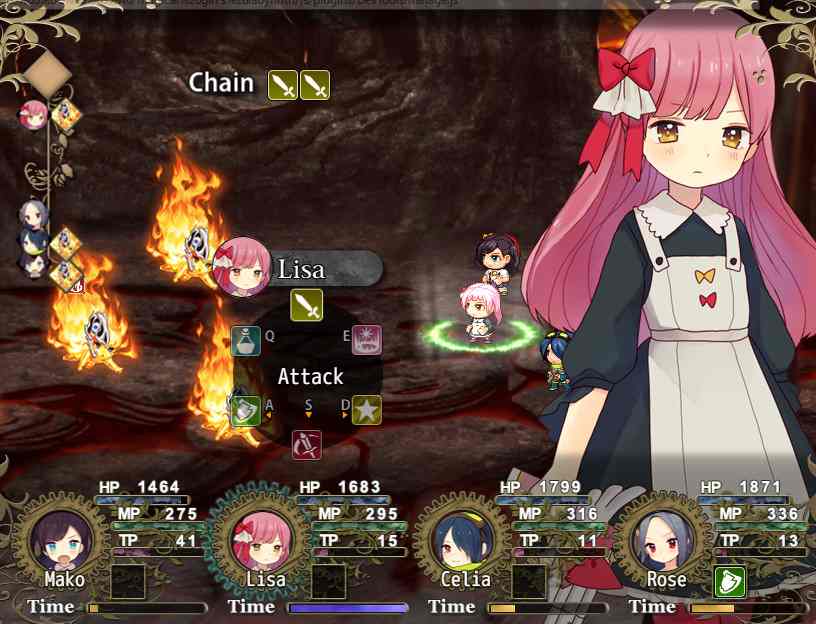 Chain
Lisa
Q
E
Attack
A
S
D
HP 1464
MP 275
TP 41
Mako
Time
HP 1683
MP 295
TP 15
Lisa
Time
HP 1799
MP 316
TP 11
Celia
Time
HP 1871
MP 336
TP 13
Rose
Time